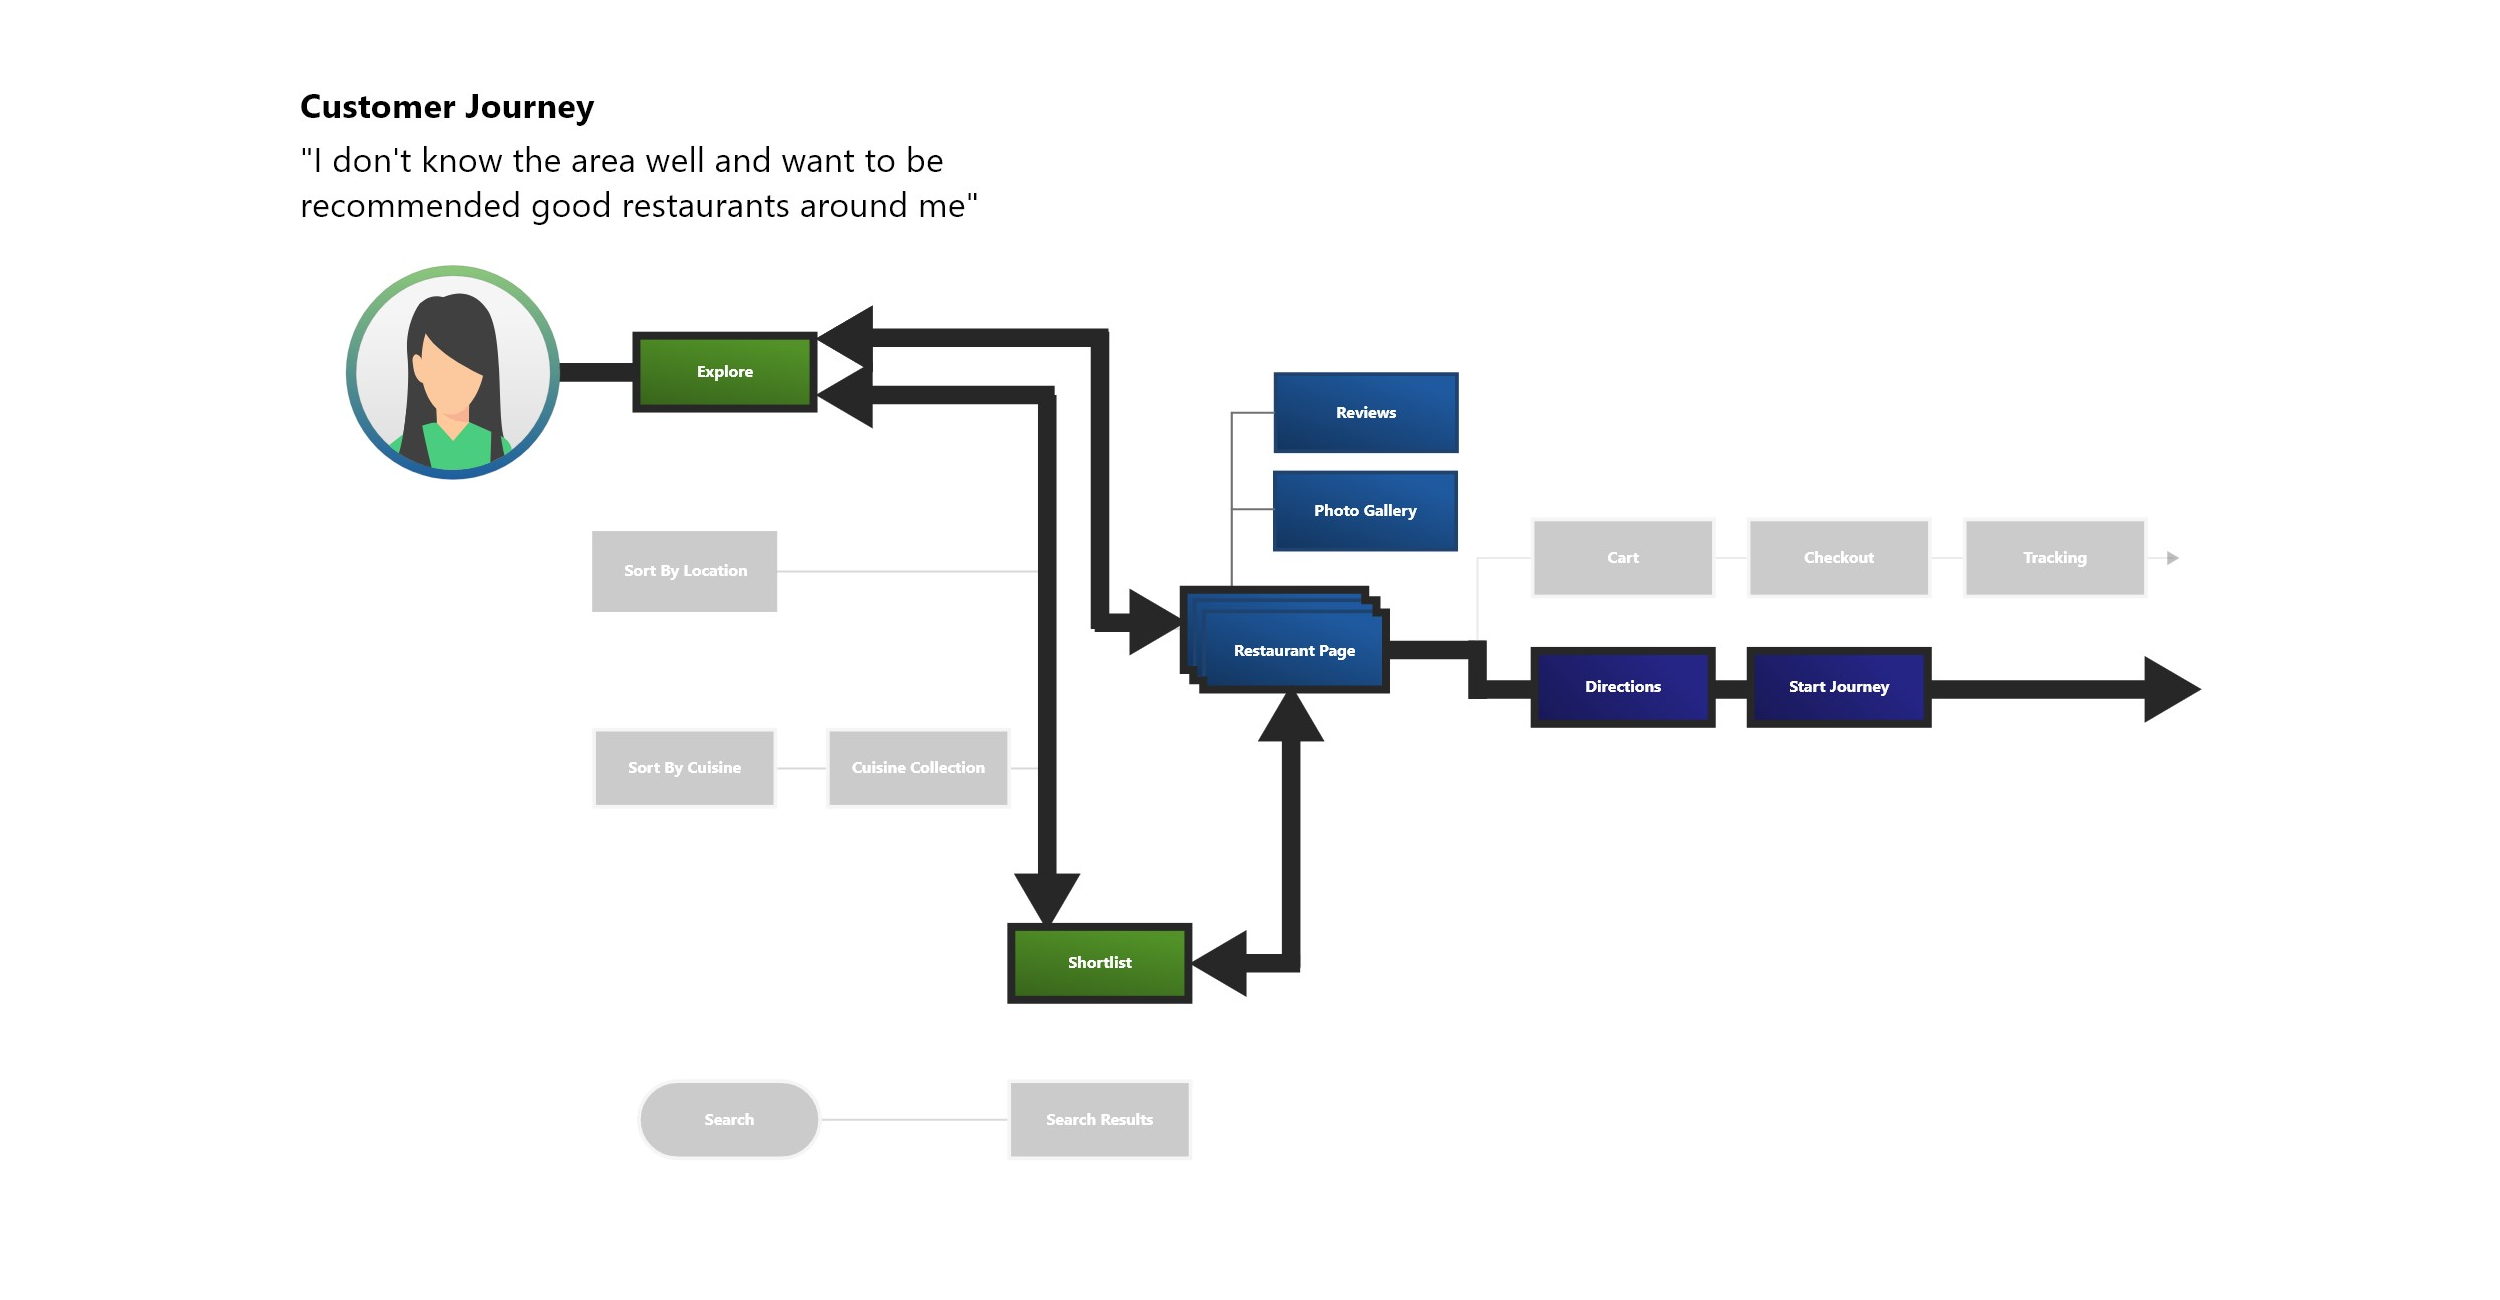 Customer Journey
"I don't know the area well and want to be
recommended good restaurants around me"
Explore
Reviews
Photo Gallery
Sort By Location
Cart
Checkout
Tracking
Restaurant Page
Directions
Start Journey
Sort By Cuisine
Cuisine Collection
Shortlist
Search
Search Results